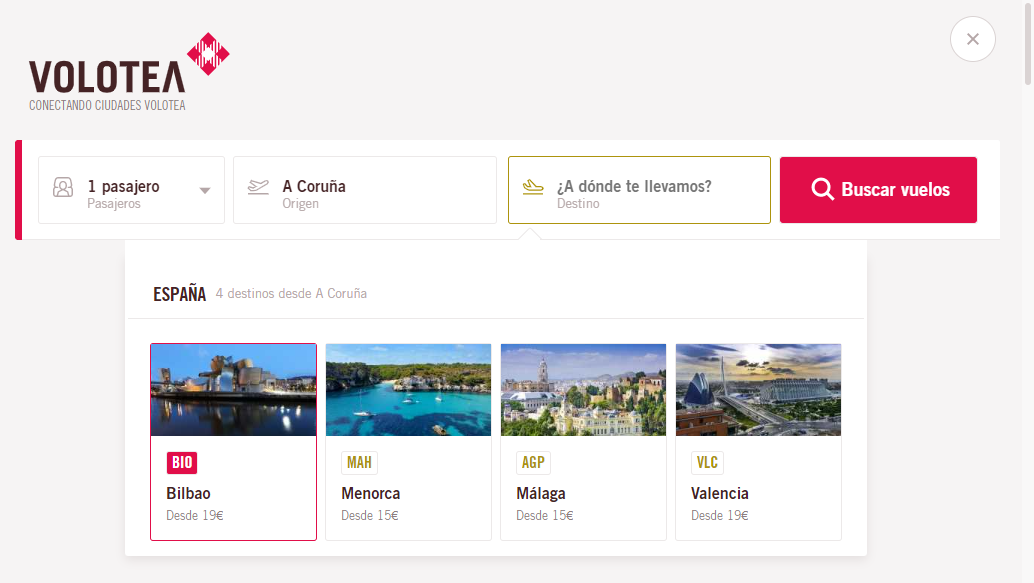 VOLOTEA
CONECTANDO CIUDADES VOLOTEA
1 pasajero
Pasajeros
A Coruña
Origen
¿A dónde te llevamos?
Destino
Buscar vuelos
ESPAÑA 4 destinos desde A Coruña
BIO
Bilbao
Desde 19€
MAH
Menorca
Desde 15€
AGP
Málaga
Desde 15€
VLC
Valencia
Desde 19€